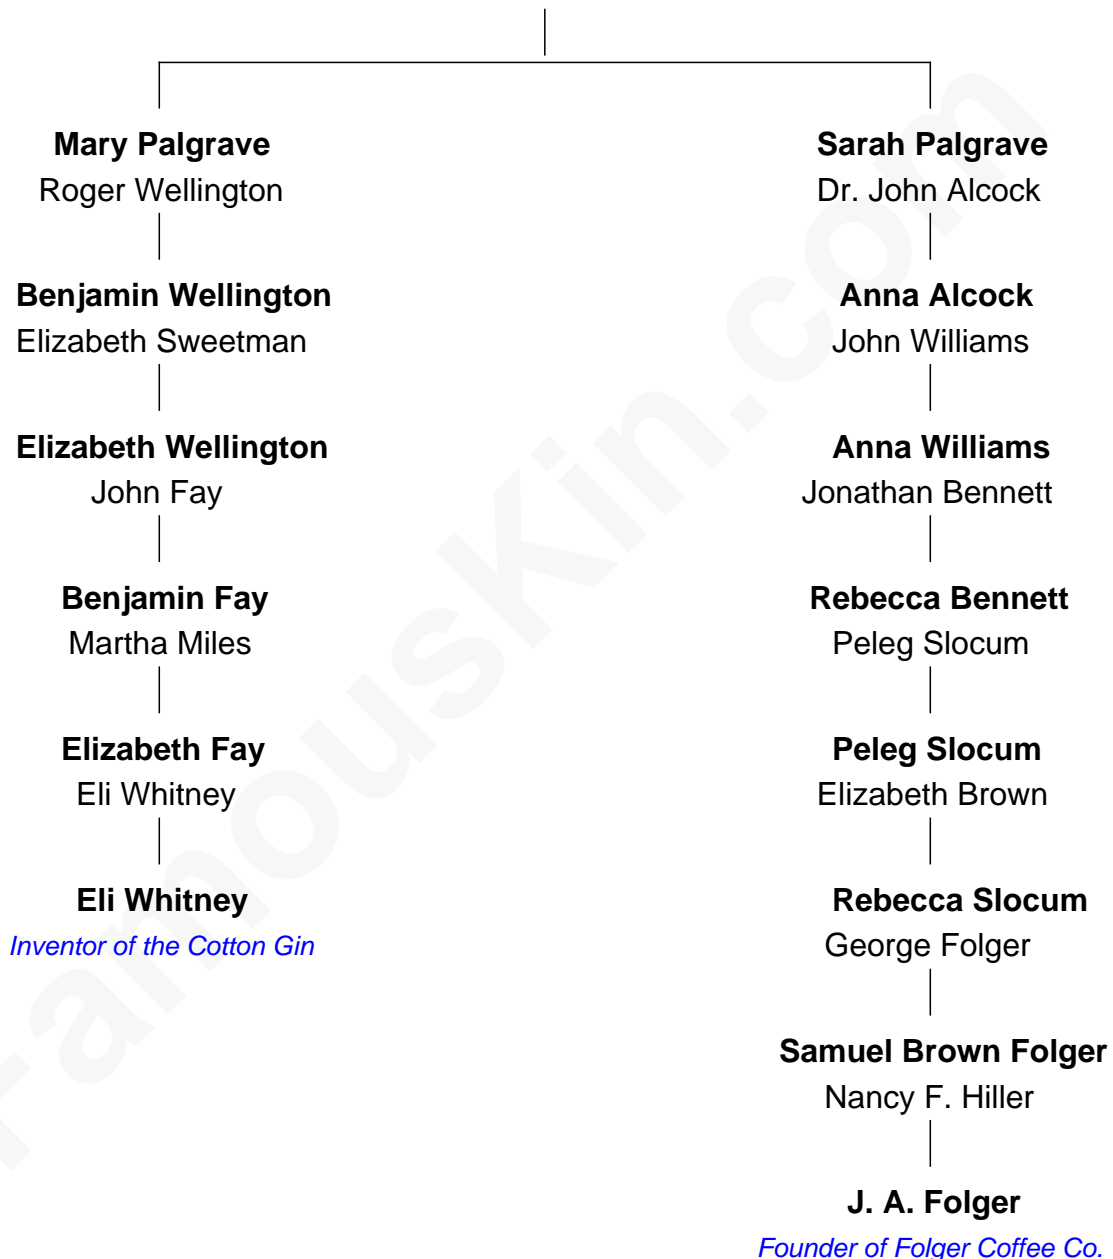 Mary Palgrave
Roger Wellington
Sarah Palgrave
Dr. John Alcock
Benjamin Wellington
Elizabeth Sweetman
Anna Alcock
John Williams
Elizabeth Wellington
John Fay
Anna Williams
Jonathan Bennett
Benjamin Fay
Martha Miles
Rebecca Bennett
Peleg Slocum
Elizabeth Fay
Eli Whitney
Peleg Slocum
Elizabeth Brown
Eli Whitney
Inventor of the Cotton Gin
Rebecca Slocum
George Folger
Samuel Brown Folger
Nancy F. Hiller
J. A. Folger
Founder of Folger Coffee Co.
FamousKin.com